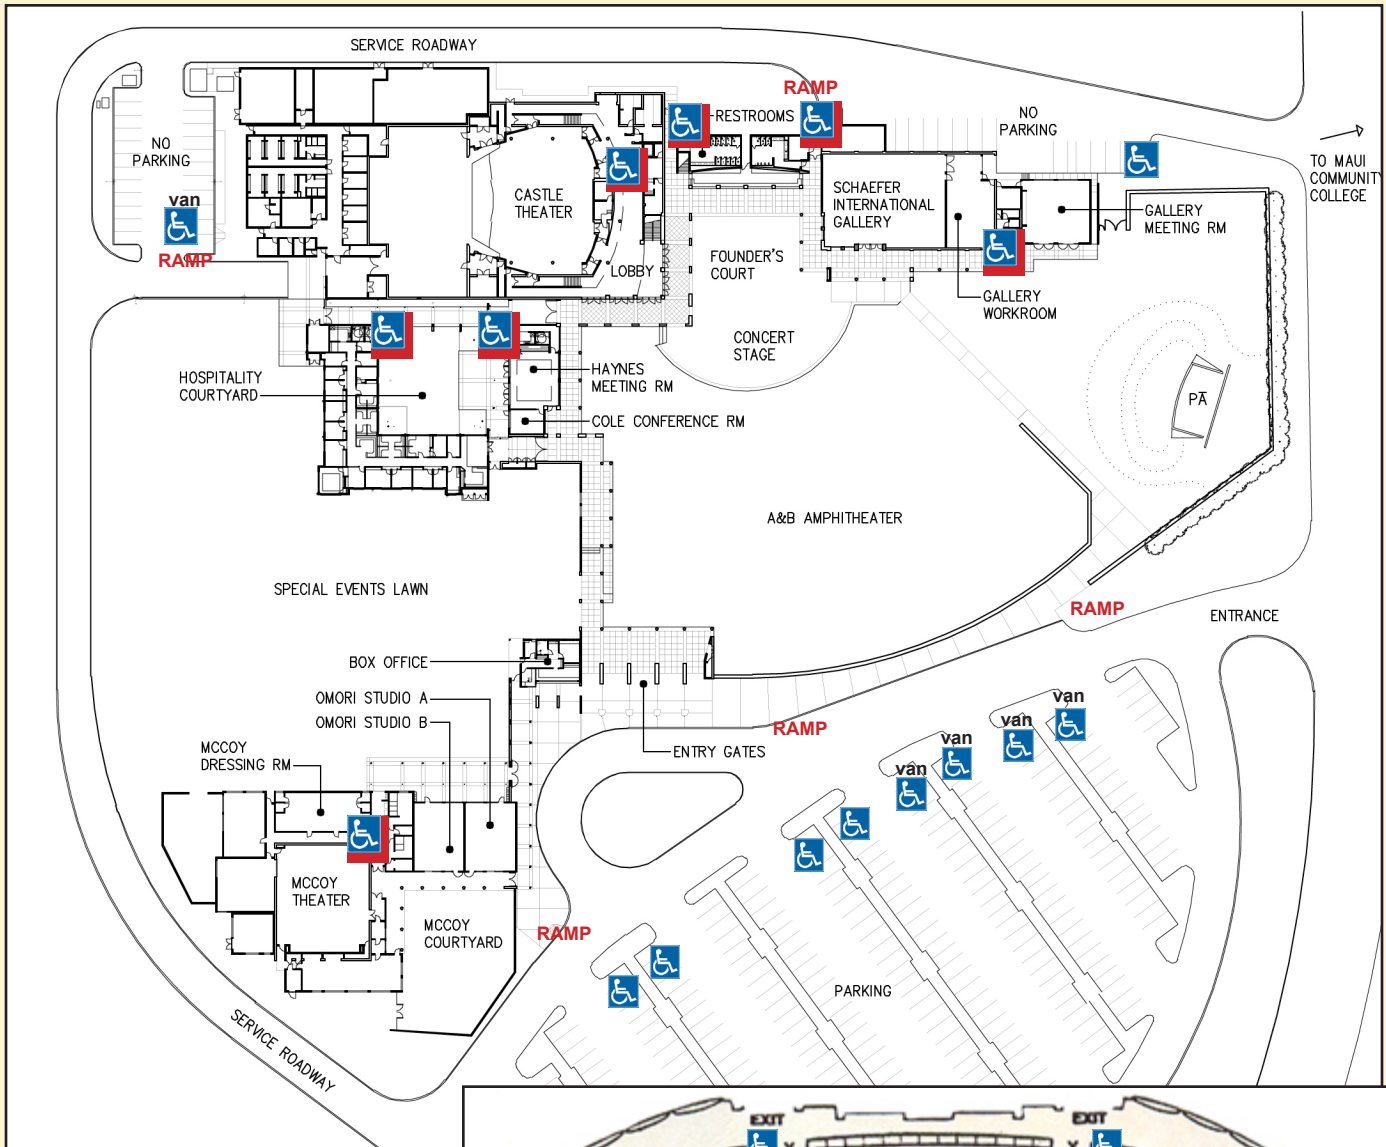 SERVICE ROADWAY
RAMP
RESTROOMS
NO
PARKING
NO
PARKING
TO MAUI
COMMUNITY
COLLEGE
van
RAMP
CASTLE
THEATER
LOBBY
SCHAEFER
INTERNATIONAL
GALLERY
GALLERY
MEETING RM
FOUNDER'S
COURT
GALLERY
WORKROOM
CONCERT
STAGE
HOSPITALITY
COURTYARD
HAYNES
MEETING RM
PĀ
COLE CONFERENCE RM
A&B AMPHITHEATER
SPECIAL EVENTS LAWN
RAMP
ENTRANCE
BOX OFFICE
OMORI STUDIO A
OMORI STUDIO B
RAMP
van
van
van
van
MCCOY
DRESSING RM
ENTRY GATES
MCCOY
THEATER
MCCOY
COURTYARD
RAMP
PARKING
SERVICE ROADWAY
EXIT
EXIT